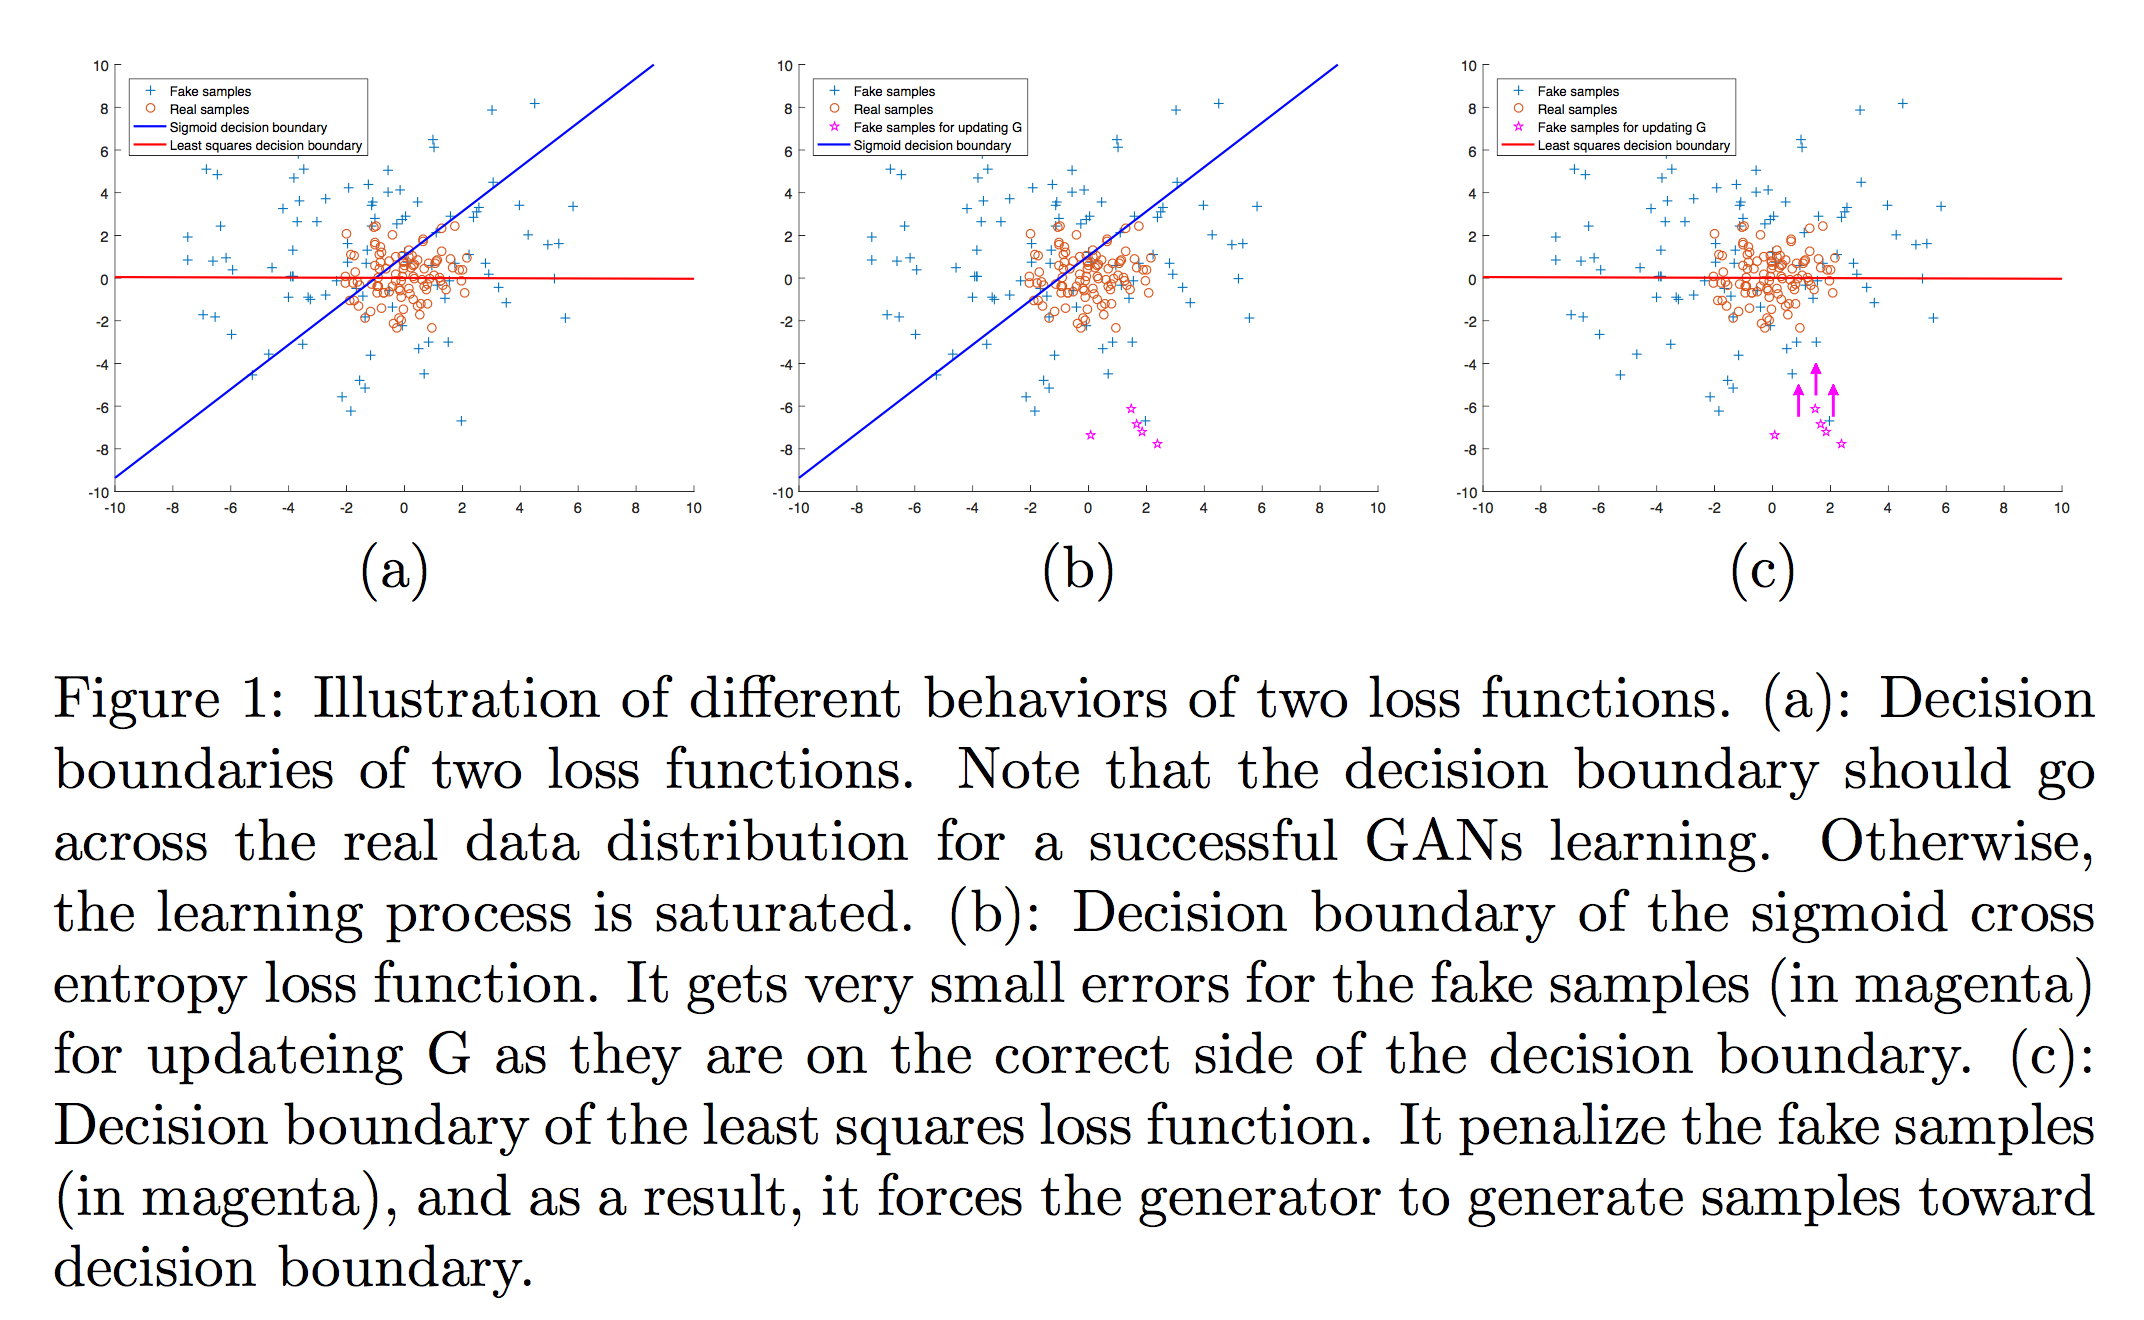 Fake samples
Real samples
Sigmoid decision boundary
Least squares decision boundary
10
8
6
4
2
0
-2
-4
-6
-8
-10
-10 -8 -6 -4 -2 0 2 4 6 8 10
(a)
Fake samples
Real samples
Fake samples for updating G
Sigmoid decision boundary
10
8
6
4
2
0
-2
-4
-6
-8
-10
-10 -8 -6 -4 -2 0 2 4 6 8 10
(b)
Fake samples
Real samples
Fake samples for updating G
Least squares decision boundary
10
8
6
4
2
0
-2
-4
-6
-8
-10
-10 -8 -6 -4 -2 0 2 4 6 8 10
(c)
Figure 1: Illustration of different behaviors of two loss functions. (a): Decision
boundaries of two loss functions. Note that the decision boundary should go
across the real data distribution for a successful GANs learning. Otherwise,
the learning process is saturated. (b): Decision boundary of the sigmoid cross
entropy loss function. It gets very small errors for the fake samples (in magenta)
for updateing G as they are on the correct side of the decision boundary. (c):
Decision boundary of the least squares loss function. It penalize the fake samples
(in magenta), and as a result, it forces the generator to generate samples toward
decision boundary.